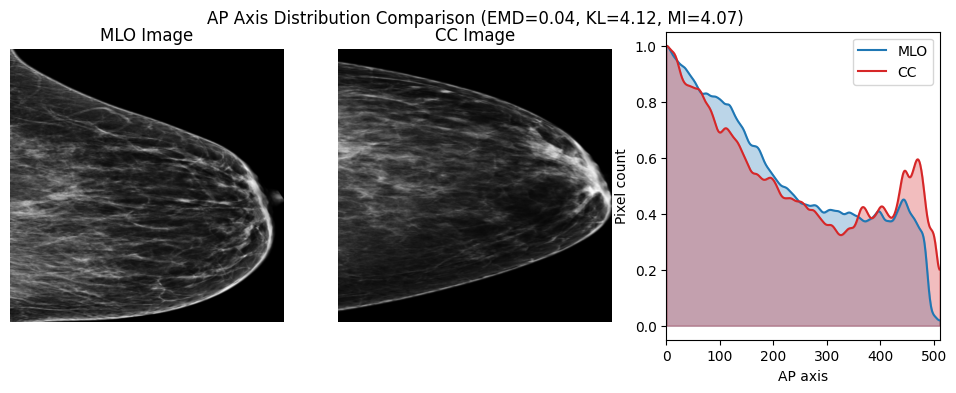 AP Axis Distribution Comparison (EMD=0.04, KL=4.12, MI=4.07)
MLO Image
CC Image
MLO
CC
Pixel count
1.0
0.8
0.6
0.4
0.2
0.0
0 100 200 300 400 500
AP axis